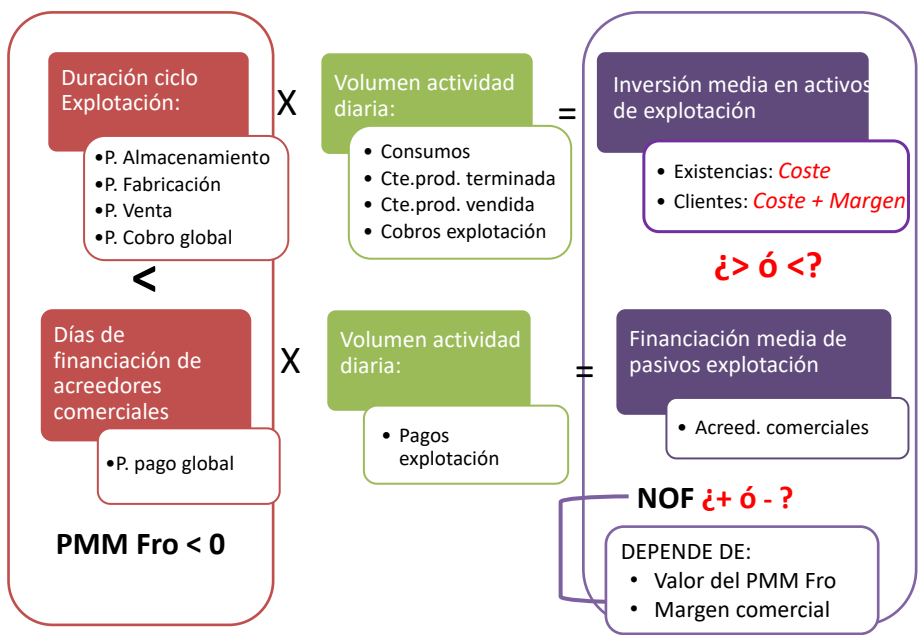 Duración ciclo
Explotación:
•P. Almacenamiento
•P. Fabricación
•P. Venta
•P. Cobro global
X
Volumen actividad
diaria:
• Consumos
• Cte.prod. terminada
• Cte.prod. vendida
• Cobros explotación
=
Inversión media en activos
de explotación
• Existencias: Coste
• Clientes: Coste + Margen
<
¿> ó <?
Días de
financiación de
acreedores
comerciales
•P. pago global
X
Volumen actividad
diaria:
• Pagos
explotación
=
Financiación media de
pasivos explotación
• Acreed. comerciales
PMM Fro < 0
NOF ¿+ ó - ?
DEPENDE DE:
• Valor del PMM Fro
• Margen comercial